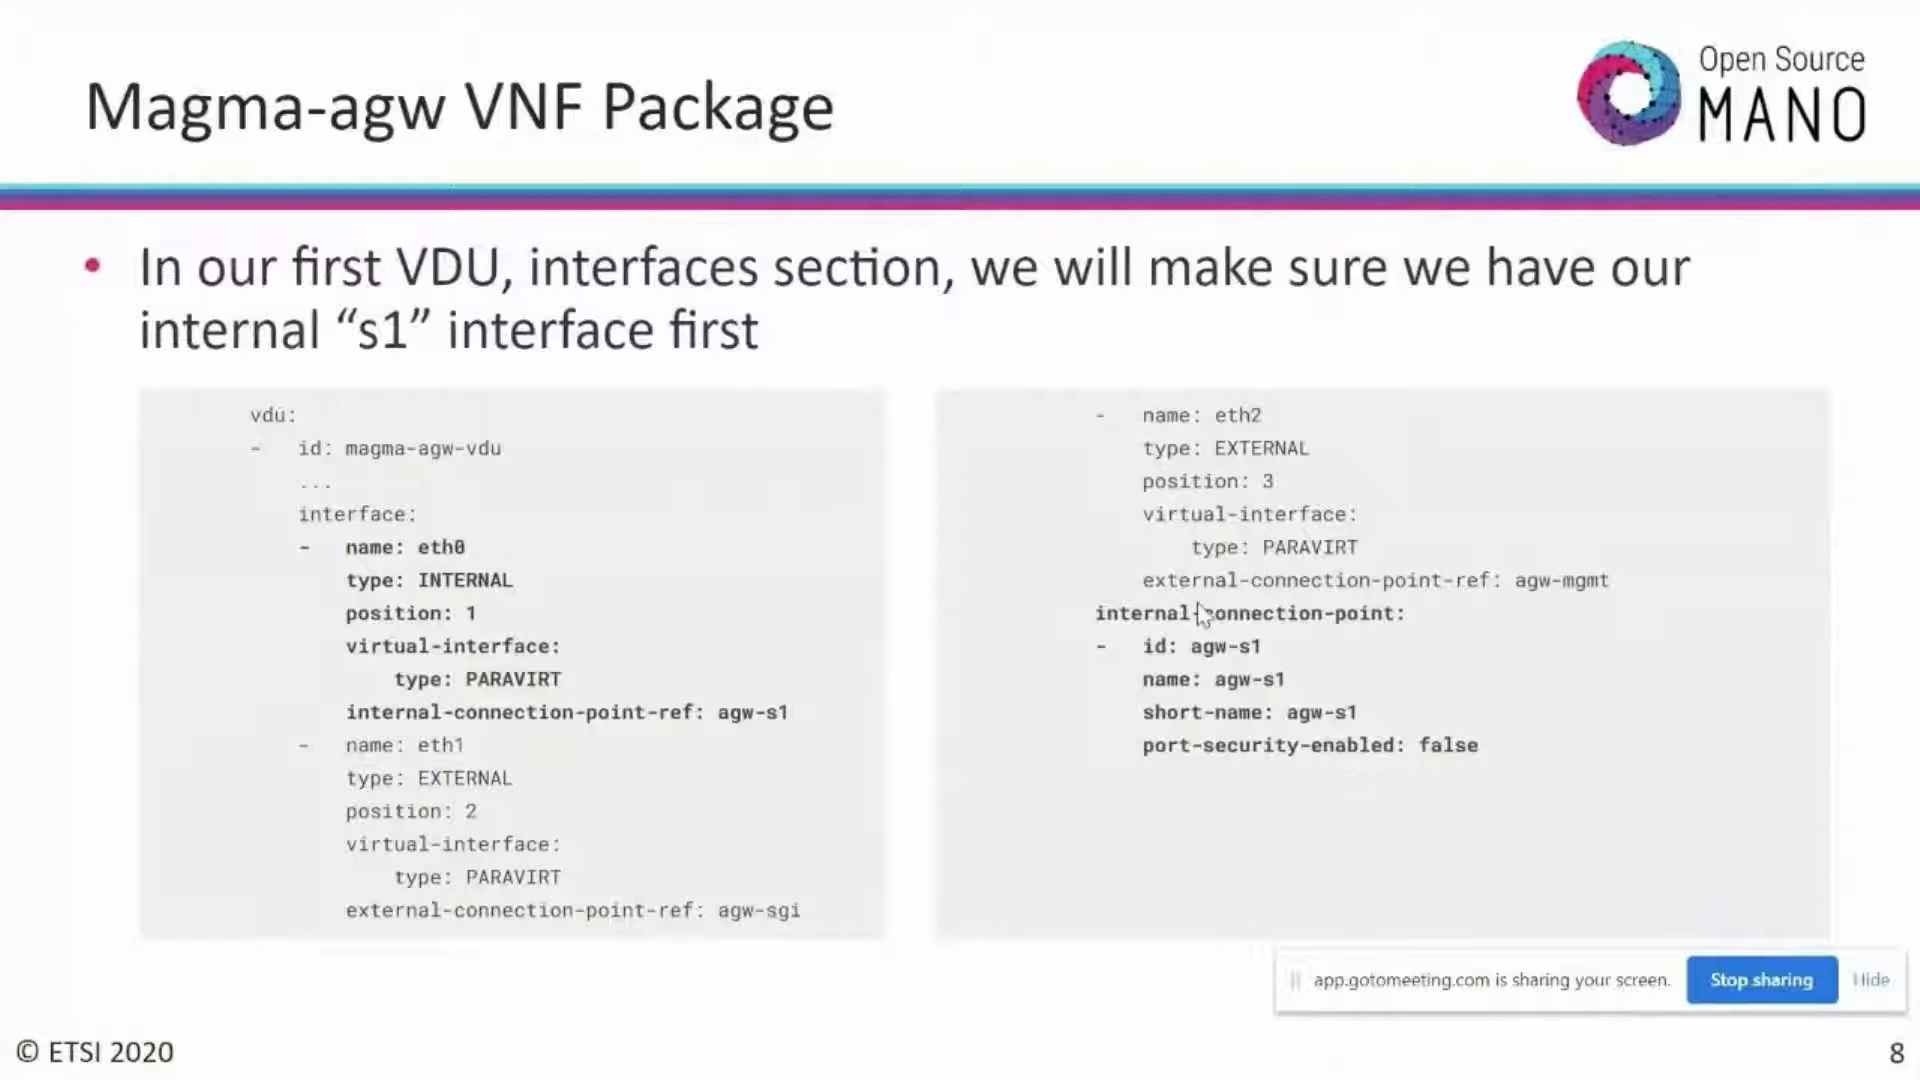 Magma-agw VNF Package
Open Source
MANO
• In our first VDU, interfaces section, we will make sure we have our
internal “s1” interface first
vdu:
- id: magma-agw-vdu
...
interface:
- name: eth0
type: INTERNAL
position: 1
virtual-interface:
type: PARAVIRT
internal-connection-point-ref: agw-s1
- name: eth1
type: EXTERNAL
position: 2
virtual-interface:
type: PARAVIRT
external-connection-point-ref: agw-sgi
- name: eth2
type: EXTERNAL
position: 3
virtual-interface:
type: PARAVIRT
external-connection-point-ref: agw-mgmt
internal-connection-point:
- id: agw-s1
name: agw-s1
short-name: agw-s1
port-security-enabled: false
app.gotomeeting.com is sharing your screen. Stop sharing Hide
© ETSI 2020
8